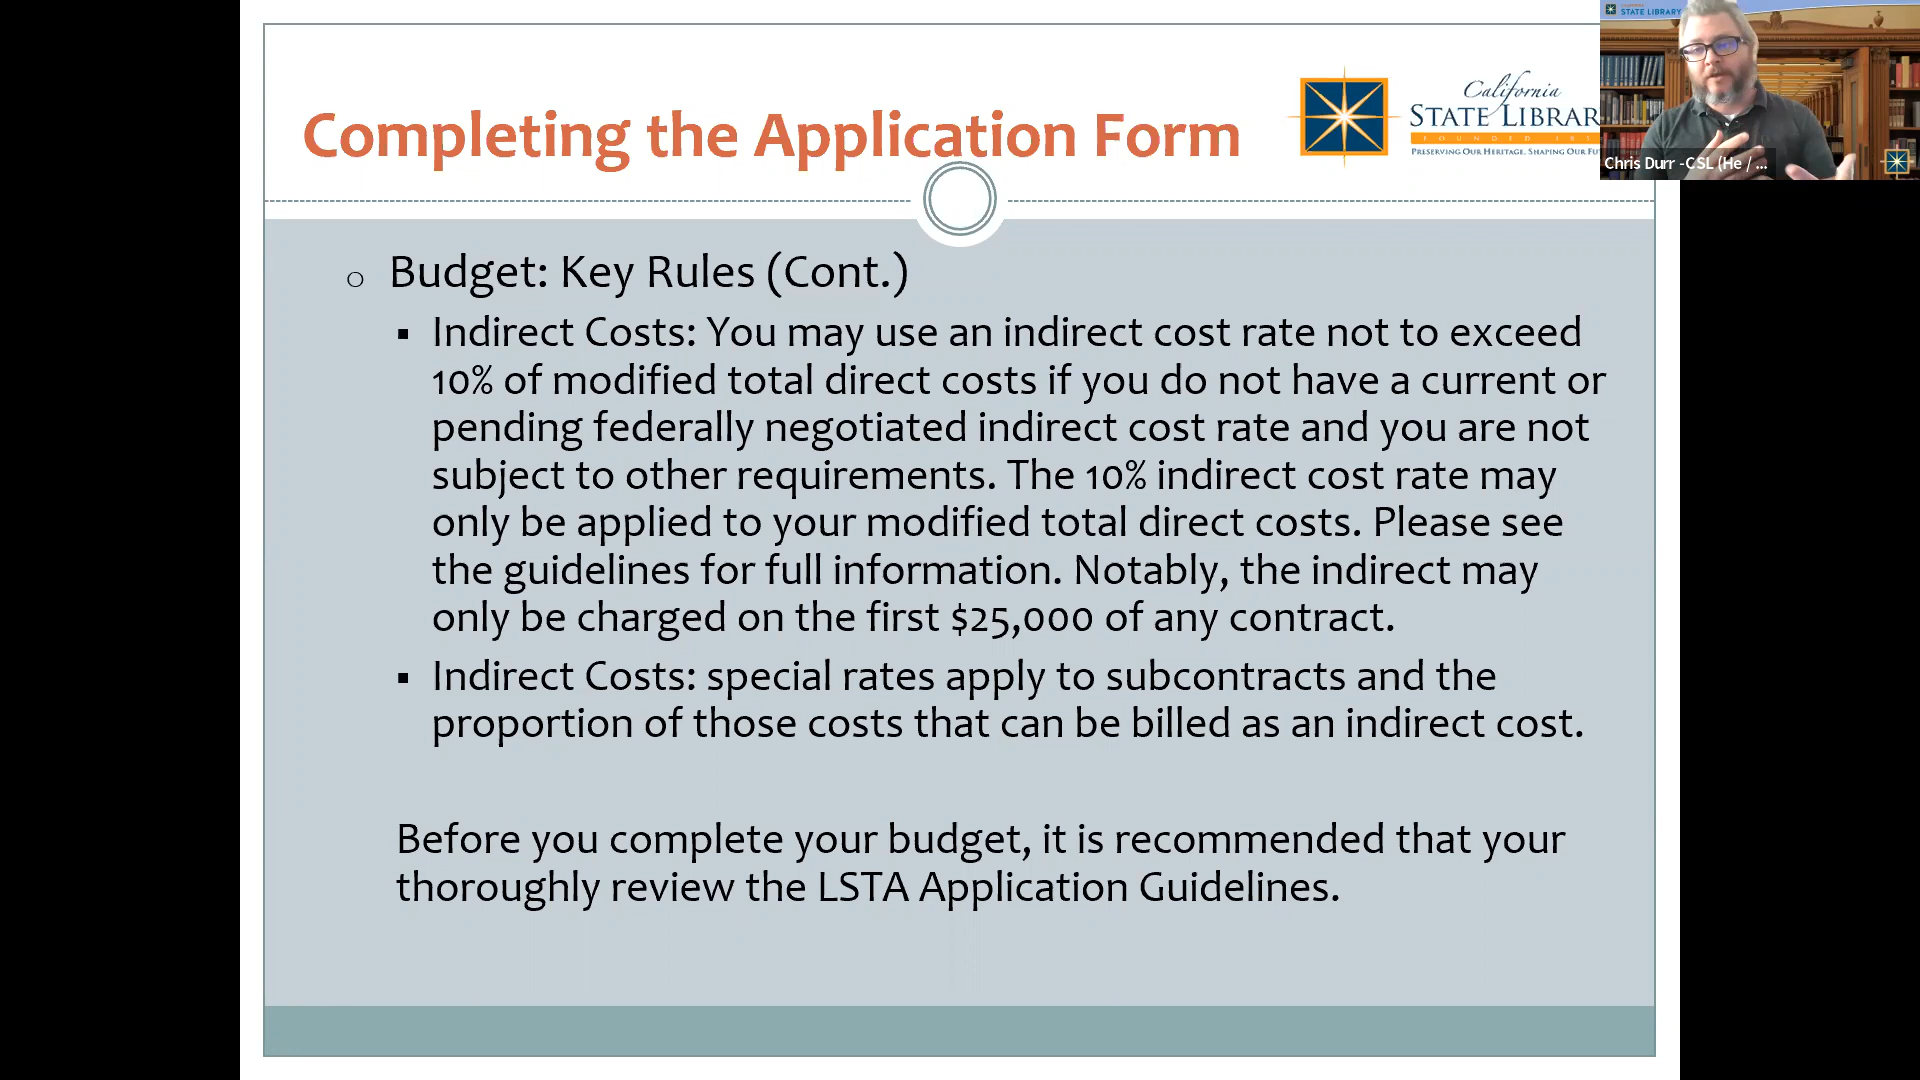 Completing the Application Form
California
STATE LIBRAR
PRESERVING OUR HERITAGE, SHAPING OUR FU
STATE LIBRARY
Chris Durr -CSL (He / ...
Budget: Key Rules (Cont.)
Indirect Costs: You may use an indirect cost rate not to exceed
10% of modified total direct costs if you do not have a current or
pending federally negotiated indirect cost rate and you are not
subject to other requirements. The 10% indirect cost rate may
only be applied to your modified total direct costs. Please see
the guidelines for full information. Notably, the indirect may
only be charged on the first $25,000 of any contract.
Indirect Costs: special rates apply to subcontracts and the
proportion of those costs that can be billed as an indirect cost.
Before you complete your budget, it is recommended that your
thoroughly review the LSTA Application Guidelines.